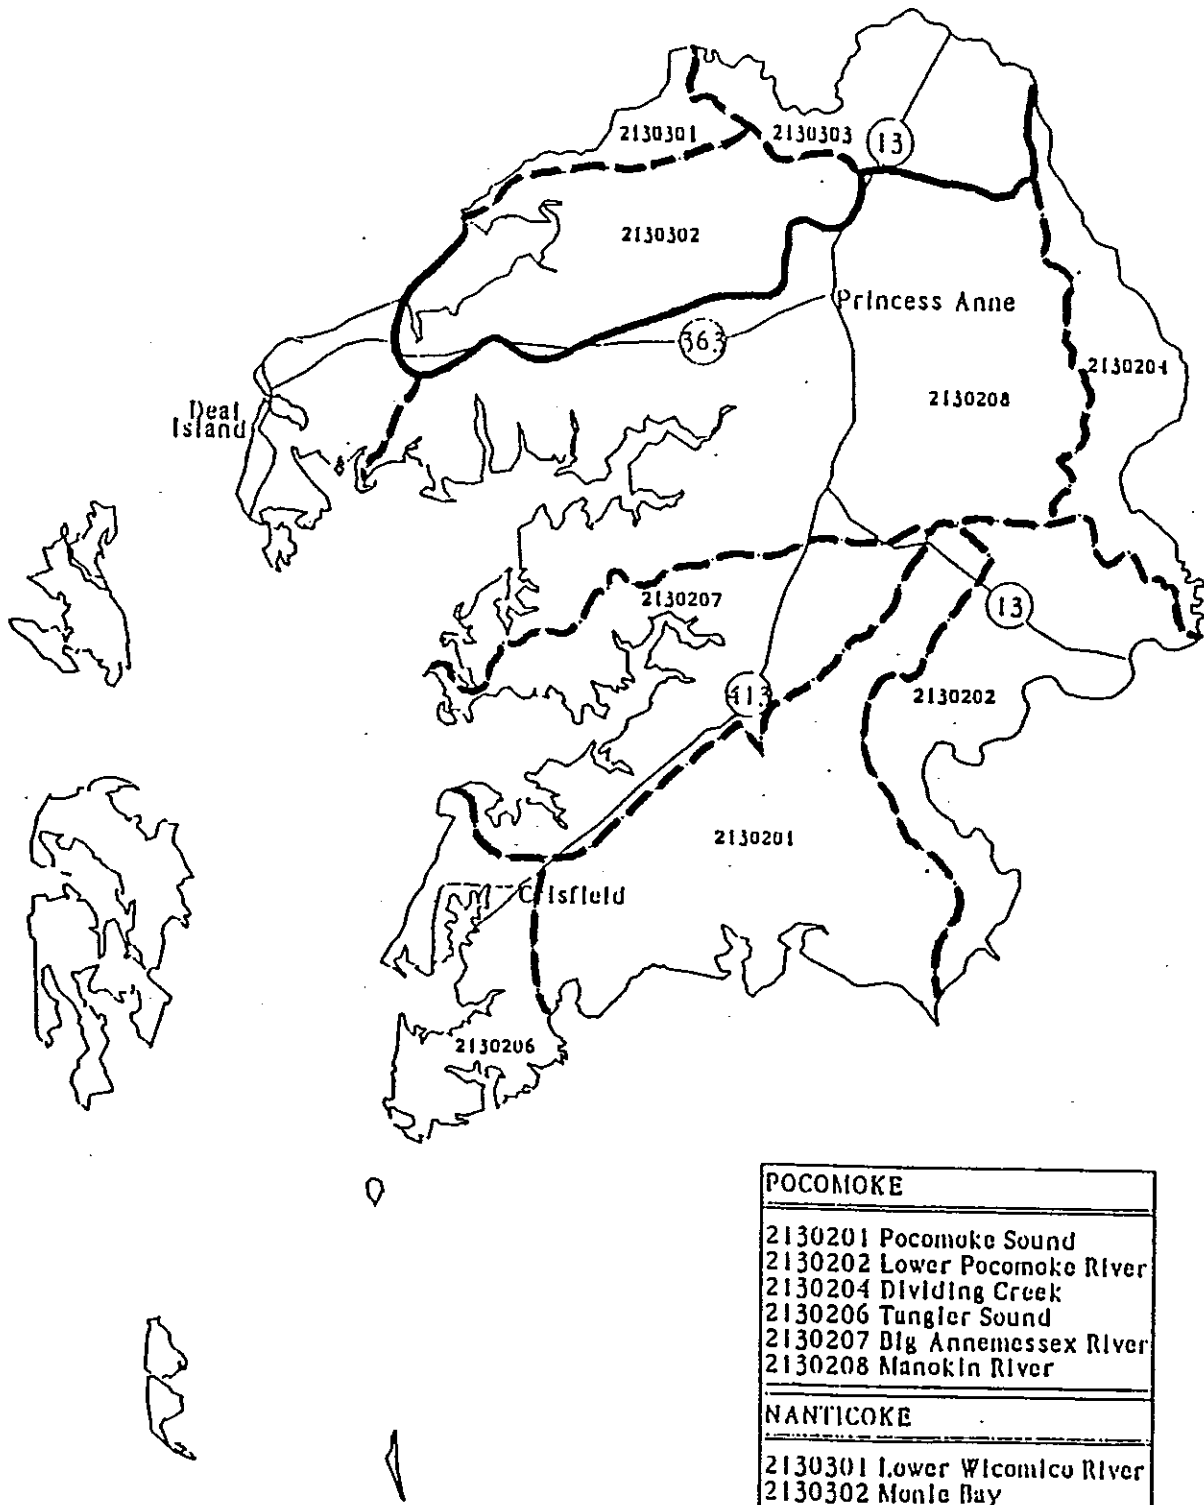 2130301
2130303
13
2130302
Princess Anne
363
2130204
2130208
Deal
Island
2130207
13
413
2130202
2130201
Crisfield
2130206
POCOMOKE
2130201 Pocomoke Sound
2130202 Lower Pocomoke River
2130204 Dividing Creek
2130206 Tangier Sound
2130207 Big Annemessex River
2130208 Manokin River
NANTICOKE
2130301 Lower Wicomico River
2130302 Monie Bay